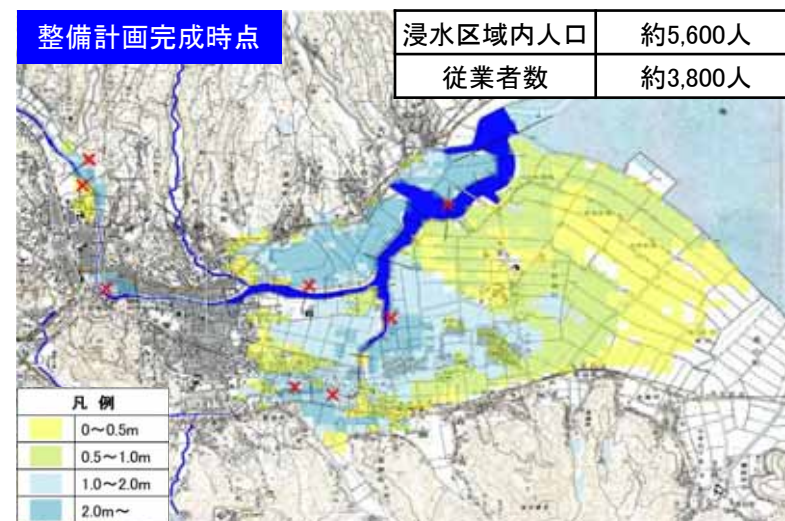 整備計画完成時点
浸水区域内人口 約5,600人
従業者数 約3,800人
凡 例
0～0.5m
0.5～1.0m
1.0～2.0m
2.0m～